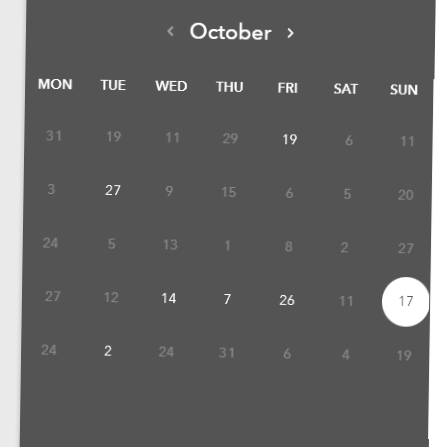 ‹ October ›
MON TUE WED THU FRI SAT SUN
31 19 11 29 19 6 11
3 27 9 15 6 5 20
24 5 13 1 8 2 27
27 12 14 7 26 11 17
24 2 24 31 6 4 19